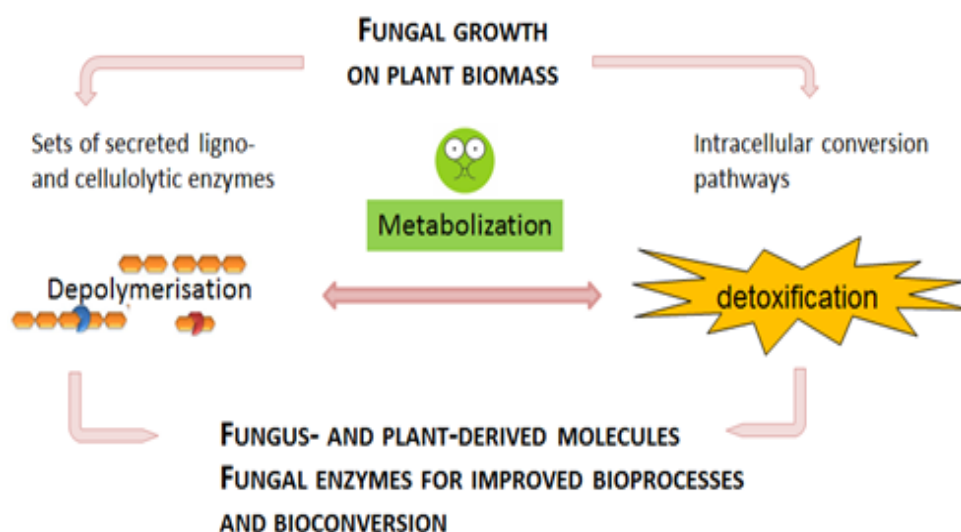 FUNGAL GROWTH
ON PLANT BIOMASS
Sets of secreted ligno-
and cellulolytic enzymes
Intracellular conversion
pathways
Metabolization
Depolymerisation
detoxification
FUNGUS- AND PLANT-DERIVED MOLECULES
FUNGAL ENZYMES FOR IMPROVED BIOPROCESSES
AND BIOCONVERSION